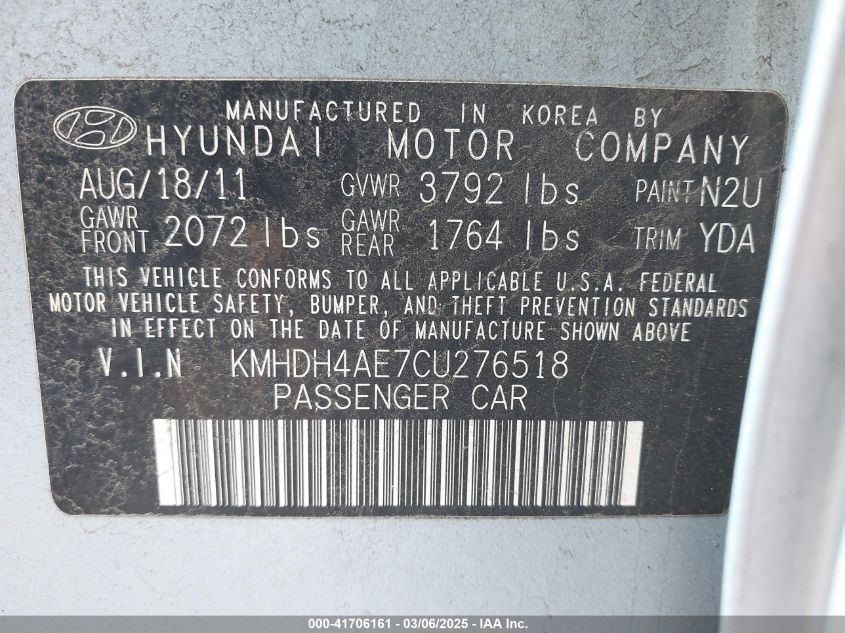 MANUFACTURED IN KOREA BY
HYUNDAI MOTOR COMPANY
AUG/18/11 GVWR 3792 lbs PAINT N2U
GAWR FRONT 2072 lbs GAWR REAR 1764 lbs TRIM YDA
THIS VEHICLE CONFORMS TO ALL APPLICABLE U.S.A. FEDERAL
MOTOR VEHICLE SAFETY, BUMPER, AND THEFT PREVENTION STANDARDS
IN EFFECT ON THE DATE OF MANUFACTURE SHOWN ABOVE.
V.I.N KMHDH4AE7CU276518
PASSENGER CAR
000-41706161 - 03/06/2025 - IAA Inc.